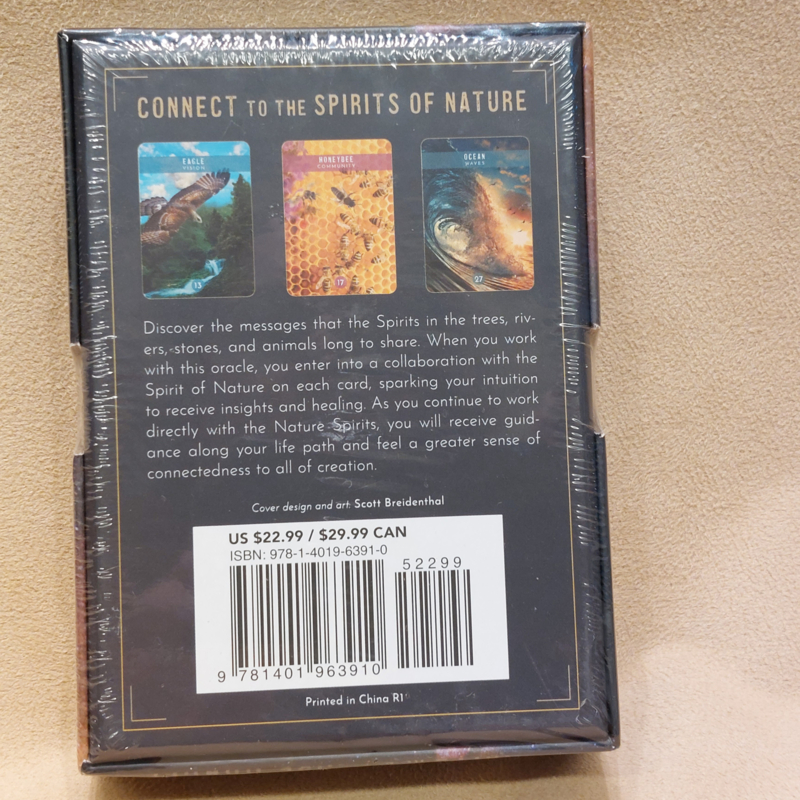 CONNECT TO THE SPIRITS OF NATURE
EAGLE
VISION
HONEYBEE
COMMUNITY
OCEAN
WAVES
13
17
27
Discover the messages that the Spirits in the trees, riv-
ers, stones, and animals long to share. When you work
with this oracle, you enter into a collaboration with the
Spirit of Nature on each card, sparking your intuition
to receive insights and healing. As you continue to work
directly with the Nature Spirits, you will receive guid-
ance along your life path and feel a greater sense of
connectedness to all of creation.
Cover design and art: Scott Breidenthal
US $22.99 / $29.99 CAN
ISBN: 978-1-4019-6391-0
52299
9 781401 963910
Printed in China R1